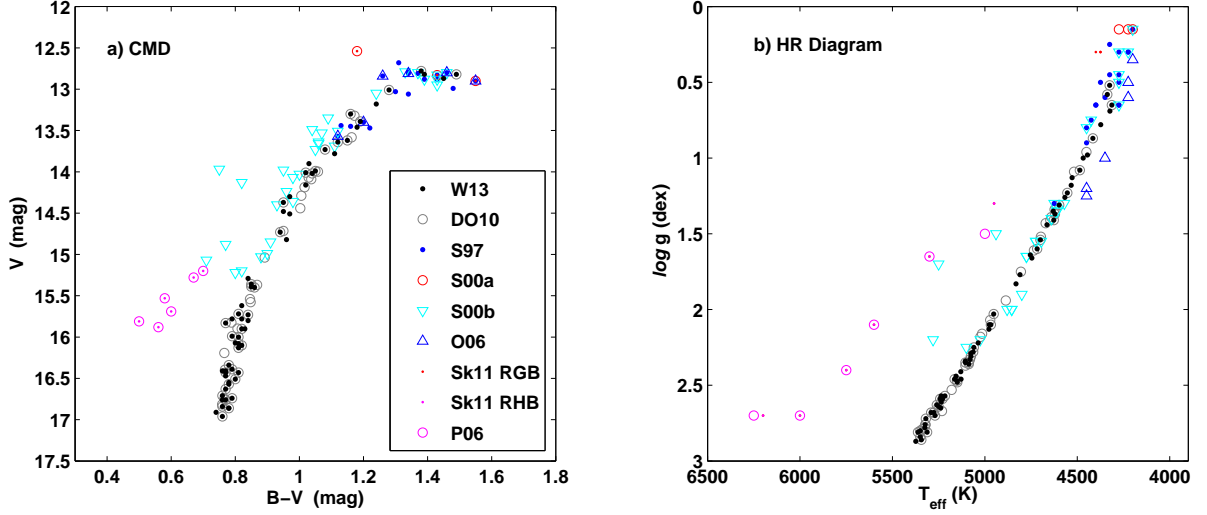 a) CMD
12
12.5
13
13.5
14
14.5
15
15.5
16
16.5
17
17.5
V (mag)
0.4 0.6 0.8 1 1.2 1.4 1.6 1.8
B−V (mag)
W13
DO10
S97
S00a
S00b
O06
Sk11 RGB
Sk11 RHB
P06
b) HR Diagram
0
0.5
1
1.5
2
2.5
3
log g (dex)
6500 6000 5500 5000 4500 4000
Teff (K)